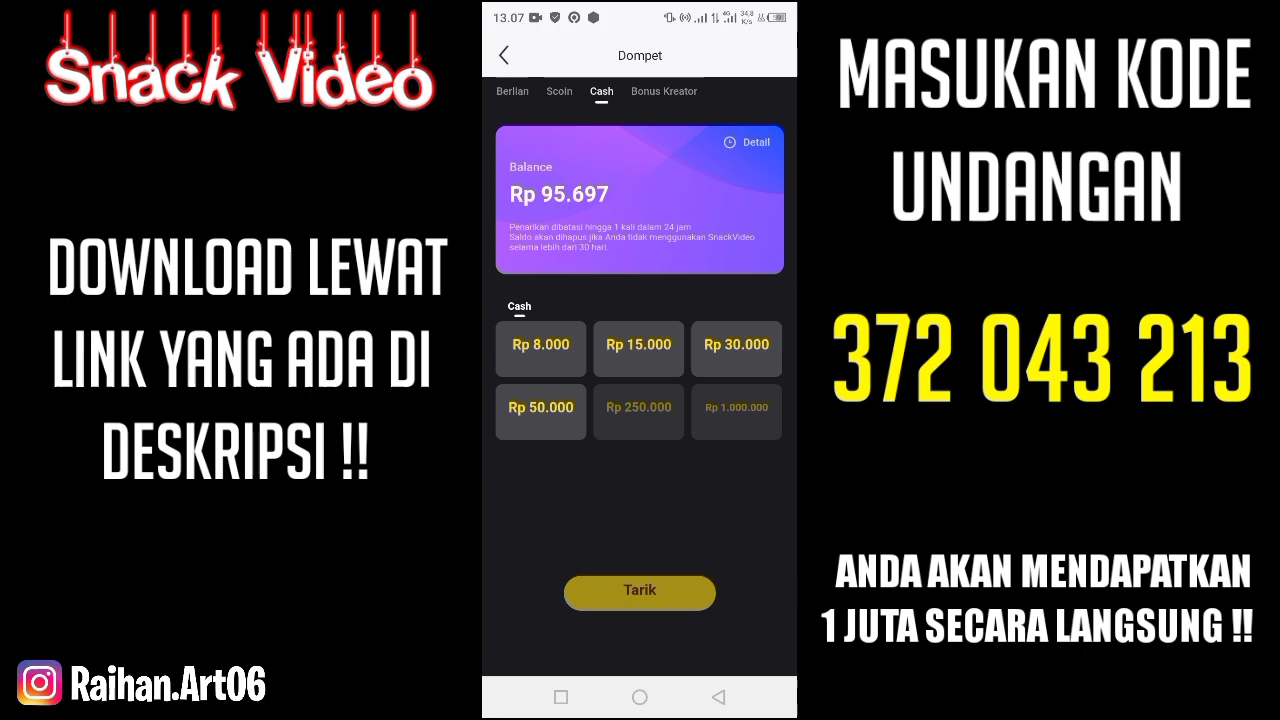 Snack Video
DOWNLOAD LEWAT
LINK YANG ADA DI
DESKRIPSI !!
Raihan.Art06
13.07
4G
34,8
K/s
Dompet
Berlian Scoin Cash Bonus Kreator
Detail
Balance
Rp 95.697
Penarikan dibatasi hingga 1 kali dalam 24 jam
Saldo akan dihapus jika Anda tidak menggunakan SnackVideo
selama lebih dari 30 hari.
Cash
Rp 8.000 Rp 15.000 Rp 30.000
Rp 50.000 Rp 250.000 Rp 1.000.000
Tarik
MASUKAN KODE
UNDANGAN
372 043 213
ANDA AKAN MENDAPATKAN
1 JUTA SECARA LANGSUNG !!